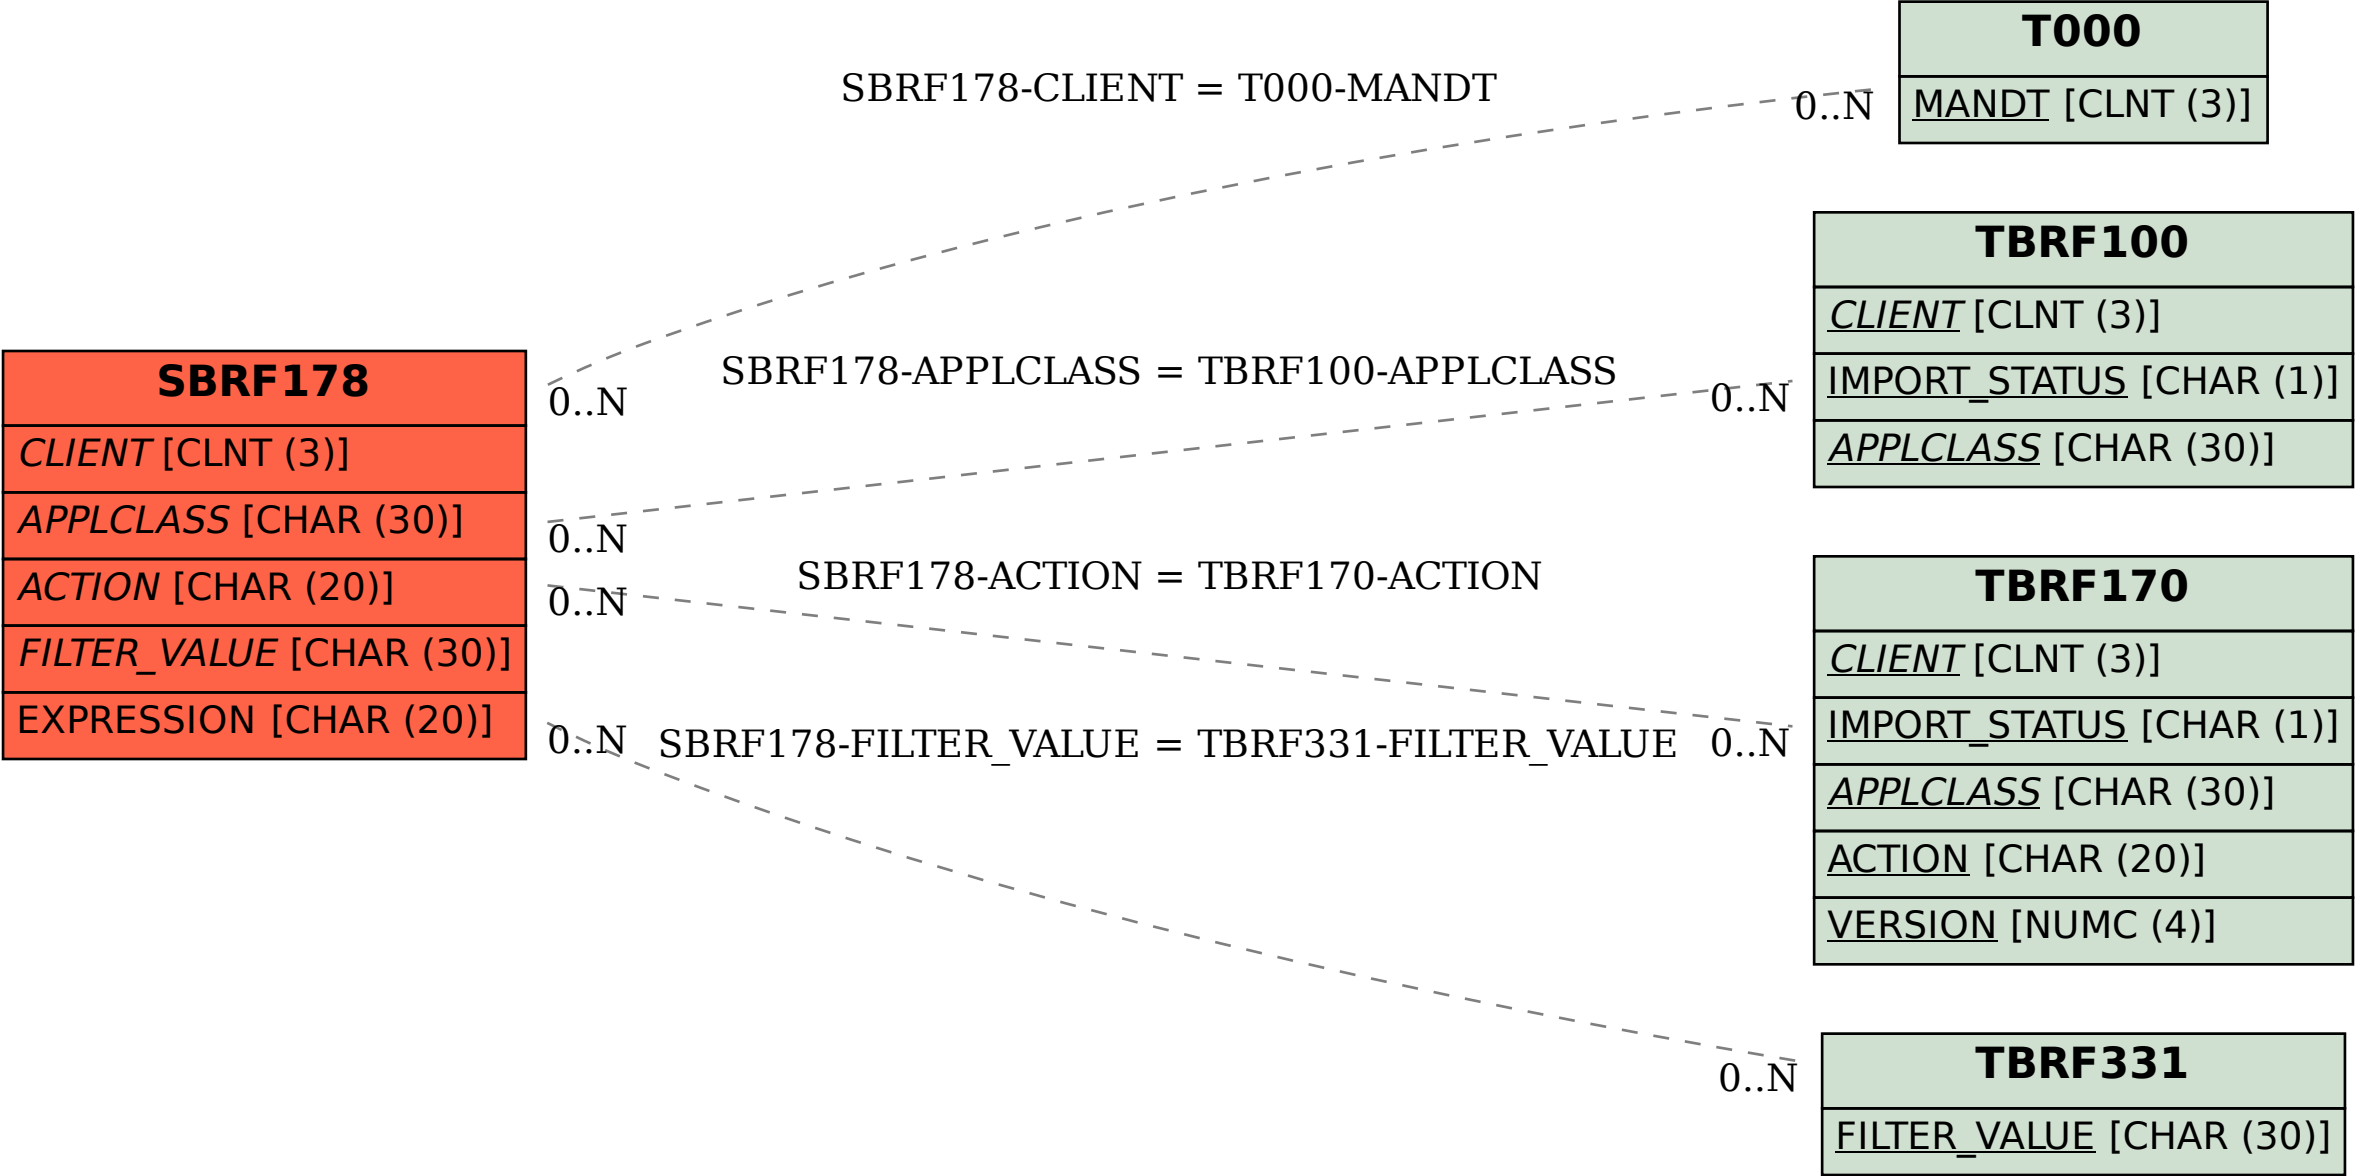 SBRF178
CLIENT [CLNT (3)]
APPLCLASS [CHAR (30)]
ACTION [CHAR (20)]
FILTER_VALUE [CHAR (30)]
EXPRESSION [CHAR (20)]
SBRF178-CLIENT = T000-MANDT
0..N
0..N
SBRF178-APPLCLASS = TBRF100-APPLCLASS
0..N
0..N
SBRF178-ACTION = TBRF170-ACTION
0..N
0..N
SBRF178-FILTER_VALUE = TBRF331-FILTER_VALUE
0..N
0..N
T000
MANDT [CLNT (3)]
TBRF100
CLIENT [CLNT (3)]
IMPORT_STATUS [CHAR (1)]
APPLCLASS [CHAR (30)]
TBRF170
CLIENT [CLNT (3)]
IMPORT_STATUS [CHAR (1)]
APPLCLASS [CHAR (30)]
ACTION [CHAR (20)]
VERSION [NUMC (4)]
TBRF331
FILTER_VALUE [CHAR (30)]